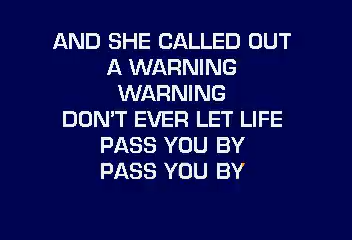 AND SHE CALLED OUT
A WARNING
WARNING
DON'T EVER LET LIFE
PASS YOU BY
PASS YOU BY